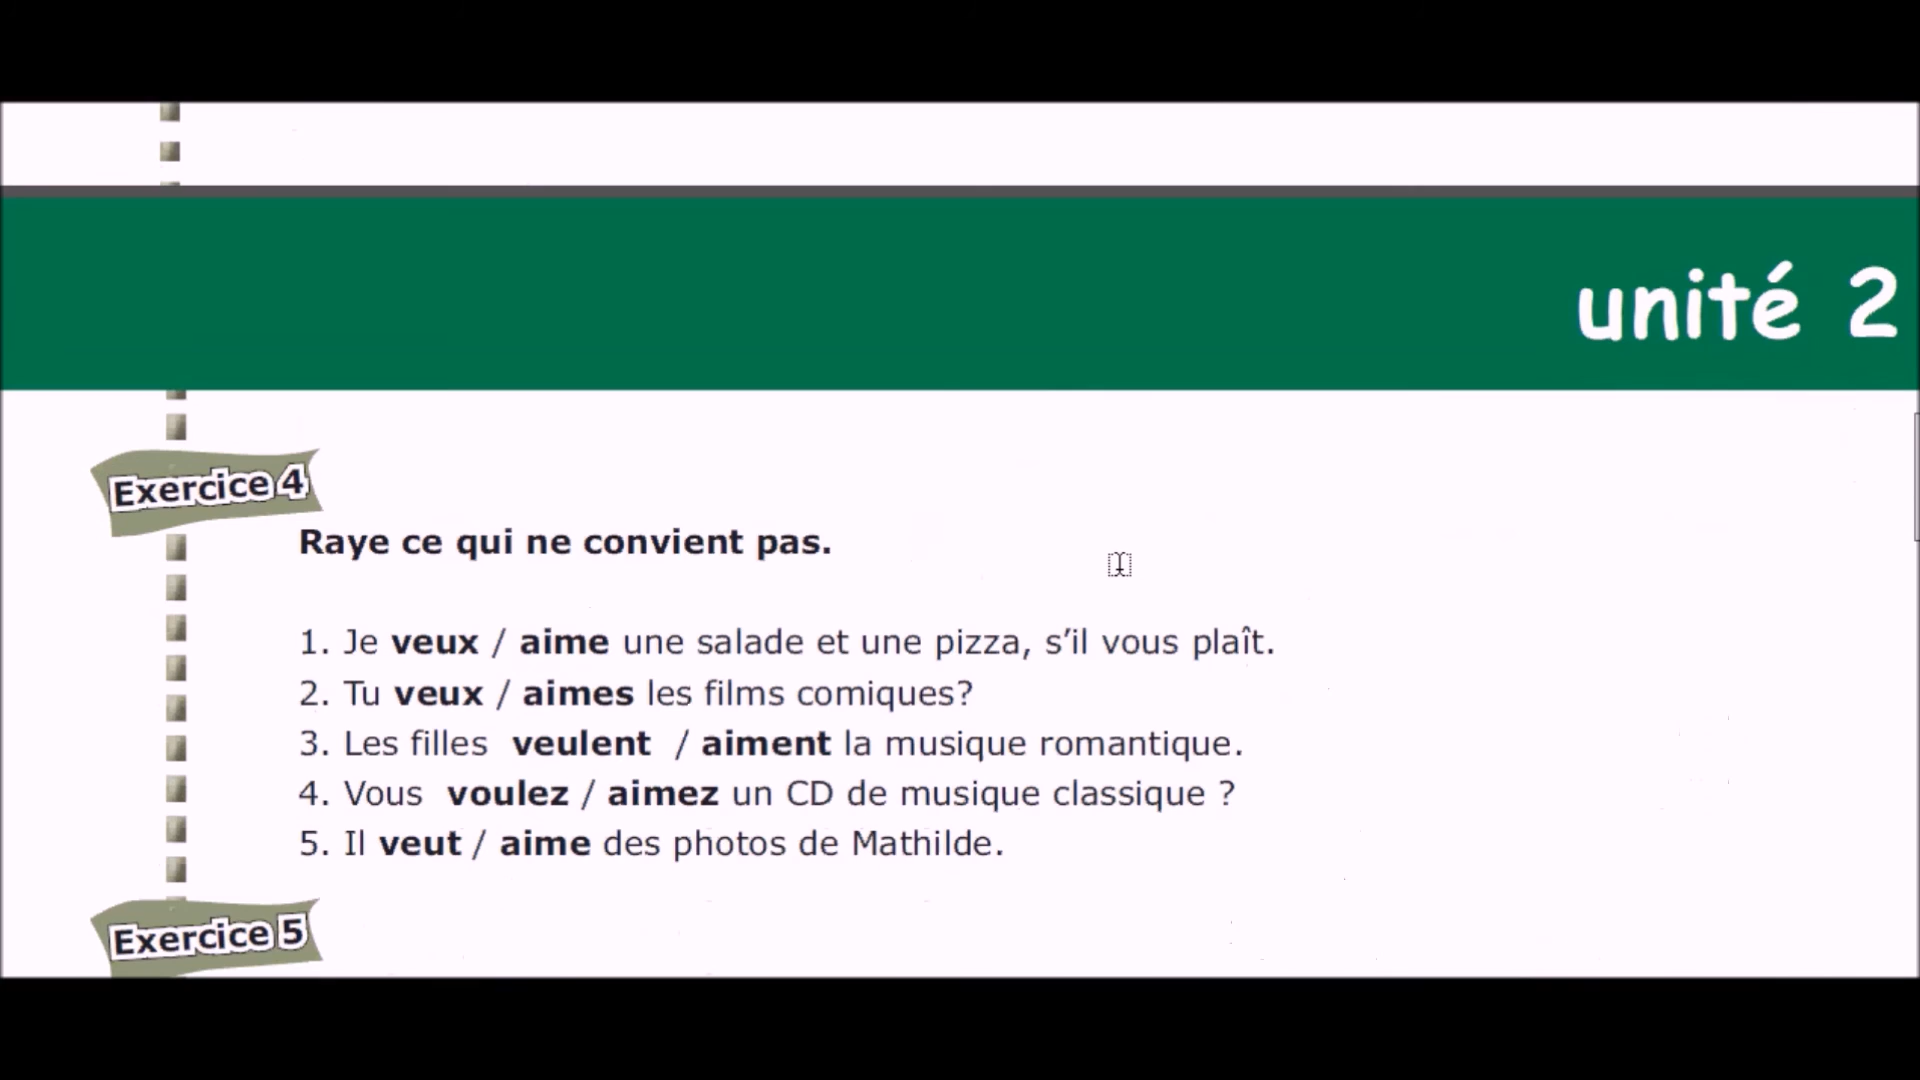 unité 2
Exercice 4
Raye ce qui ne convient pas.
1. Je veux / aime une salade et une pizza, s’il vous plaît.
2. Tu veux / aimes les films comiques?
3. Les filles veulent / aiment la musique romantique.
4. Vous voulez / aimez un CD de musique classique ?
5. Il veut / aime des photos de Mathilde.
Exercice 5